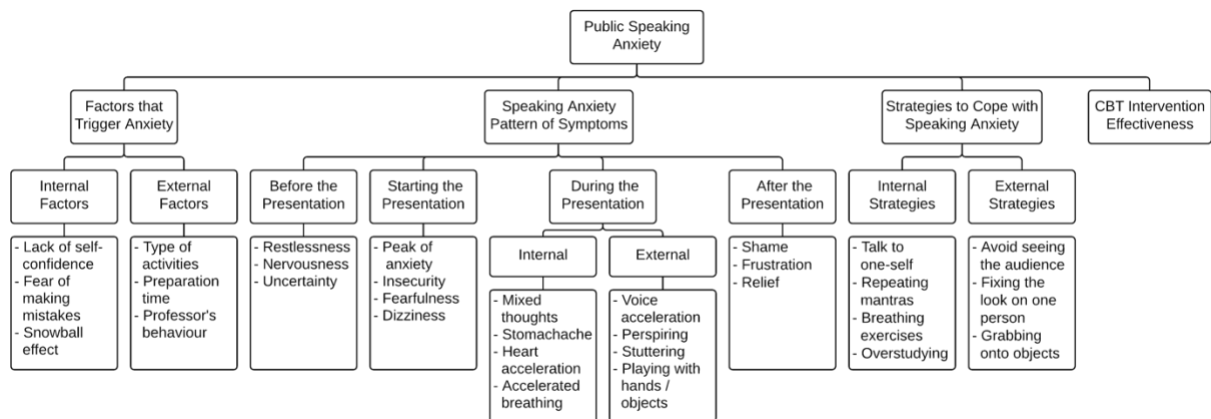 Public Speaking
Anxiety
Factors that
Trigger Anxiety
Speaking Anxiety
Pattern of Symptoms
Strategies to Cope with
Speaking Anxiety
CBT Intervention
Effectiveness
Internal
Factors
External
Factors
Before the
Presentation
Starting the
Presentation
During the
Presentation
After the
Presentation
Internal
Strategies
External
Strategies
- Lack of self-
confidence
- Fear of
making
mistakes
- Snowball
effect
- Type of
activities
- Preparation
time
- Professor's
behaviour
- Restlessness
- Nervousness
- Uncertainty
- Peak of
anxiety
- Insecurity
- Fearfulness
- Dizziness
Internal
External
- Mixed
thoughts
- Stomachache
- Heart
acceleration
- Accelerated
breathing
- Voice
acceleration
- Perspiring
- Stuttering
- Playing with
hands /
objects
- Shame
- Frustration
- Relief
- Talk to
one-self
- Repeating
mantras
- Breathing
exercises
- Overstudying
- Avoid seeing
the audience
- Fixing the
look on one
person
- Grabbing
onto objects